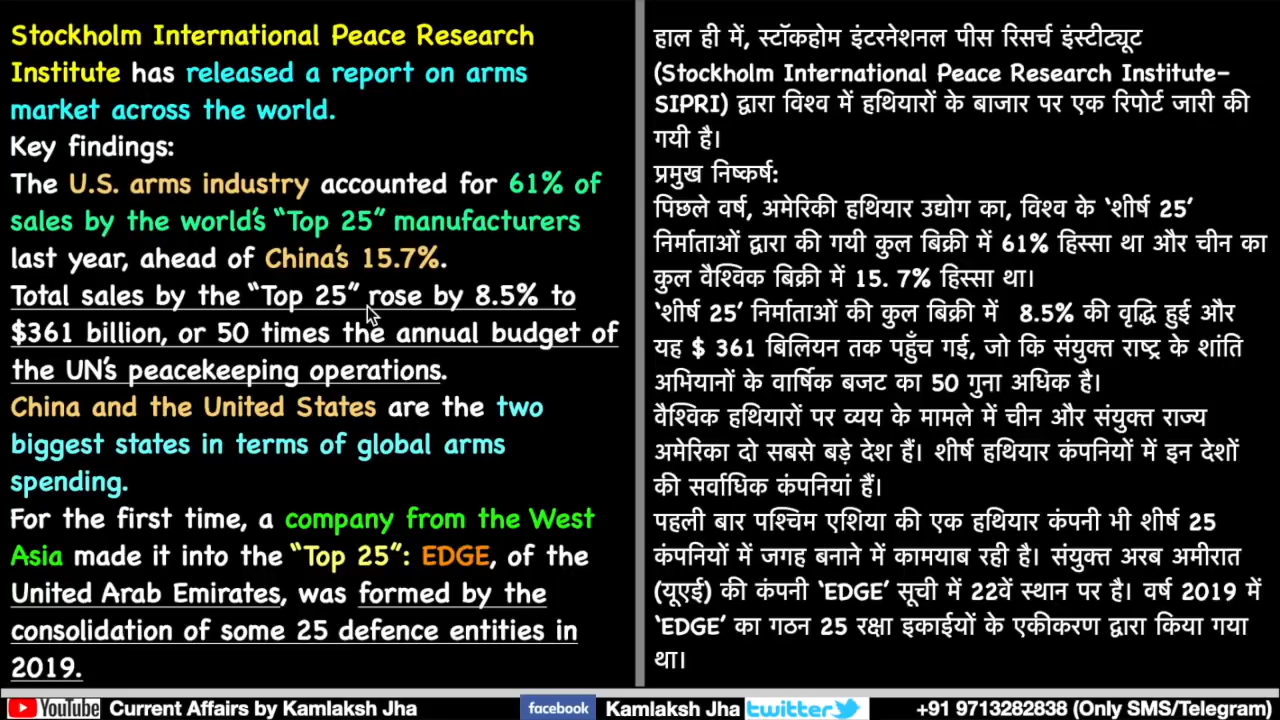 Stockholm International Peace Research
Institute has released a report on arms
market across the world.
Key findings:
The U.S. arms industry accounted for 61% of
sales by the world's "Top 25" manufacturers
last year, ahead of China's 15.7%.
Total sales by the "Top 25" rose by 8.5% to
$361 billion, or 50 times the annual budget of
the UN's peacekeeping operations.
China and the United States are the two
biggest states in terms of global arms
spending.
For the first time, a company from the West
Asia made it into the "Top 25": EDGE, of the
United Arab Emirates, was formed by the
consolidation of some 25 defence entities in
2019.
हाल ही में, स्टॉकहोम इंटरनेशनल पीस रिसर्च इंस्टीट्यूट
(Stockholm International Peace Research Institute-
SIPRI) द्वारा विश्व में हथियारों के बाजार पर एक रिपोर्ट जारी की
गयी है।
प्रमुख निष्कर्ष:
पिछले वर्ष, अमेरिकी हथियार उद्योग का, विश्व के 'शीर्ष 25'
निर्माताओं द्वारा की गयी कुल बिक्री में 61% हिस्सा था और चीन का
कुल वैश्विक बिक्री में 15. 7% हिस्सा था।
'शीर्ष 25' निर्माताओं की कुल बिक्री में 8.5% की वृद्धि हुई और
यह $ 361 बिलियन तक पहुँच गई, जो कि संयुक्त राष्ट्र के शांति
अभियानों के वार्षिक बजट का 50 गुना अधिक है।
वैश्विक हथियारों पर व्यय के मामले में चीन और संयुक्त राज्य
अमेरिका दो सबसे बड़े देश हैं। शीर्ष हथियार कंपनियों में इन देशों
की सर्वाधिक कंपनियां हैं।
पहली बार पश्चिम एशिया की एक हथियार कंपनी भी शीर्ष 25
कंपनियों में जगह बनाने में कामयाब रही है। संयुक्त अरब अमीरात
(यूएई) की कंपनी 'EDGE' सूची में 22वें स्थान पर है। वर्ष 2019 में
'EDGE' का गठन 25 रक्षा इकाईयों के एकीकरण द्वारा किया गया
था।
YouTube Current Affairs by Kamlaksh Jha facebook Kamlaksh Jha twitter +91 9713282838 (Only SMS/Telegram)